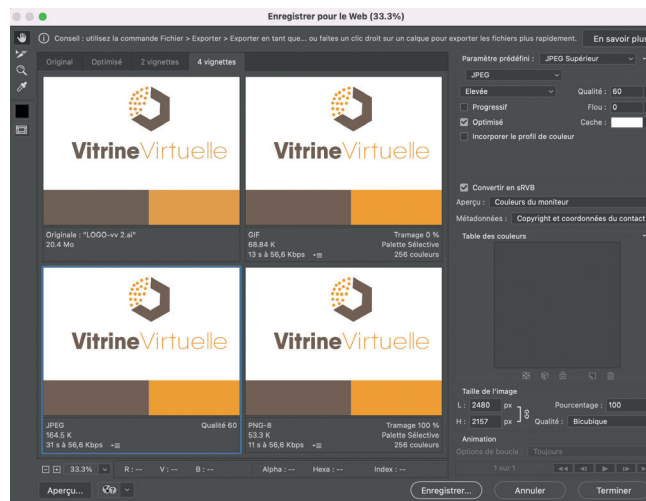 Enregistrer pour le Web (33.3%)
Conseil : utilisez la commande Fichier > Exporter > Exporter en tant que... ou faites un clic droit sur un calque pour exporter les fichiers plus rapidement.
En savoir plus
Original Optimisé 2 vignettes 4 vignettes
VitrineVirtuelle
VitrineVirtuelle
Originale : "LOGO-vv 2.ai"
20.4 Mo
GIF Tramage 0 %
68.84 K Palette Sélective
13 s à 56,6 Kbps 256 couleurs
VitrineVirtuelle
VitrineVirtuelle
JPEG Qualité 60
164.5 K
31 s à 56,6 Kbps
PNG-8 Tramage 100 %
53.3 K Palette Sélective
11 s à 56,6 Kbps 256 couleurs
Paramètre prédéfini : JPEG Supérieur
JPEG
Elevée Qualité : 60
Progressif Flou : 0
Optimisé Cache :
Incorporer le profil de couleur
Convertir en sRVB
Aperçu : Couleurs du moniteur
Métadonnées : Copyright et coordonnées du contact
Table des couleurs
Taille de l'image
L : 2480 px Pourcentage : 100
H : 2157 px Qualité : Bicubique
Animation
Options de boucle : Toujours
1 sur 1
33.3% R : -- V : -- B : -- Alpha : -- Hexa : -- Index : --
Aperçu... Enregistrer... Annuler Terminer